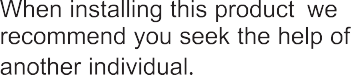 When installing this product  we
recommend you seek the help of
another individual.